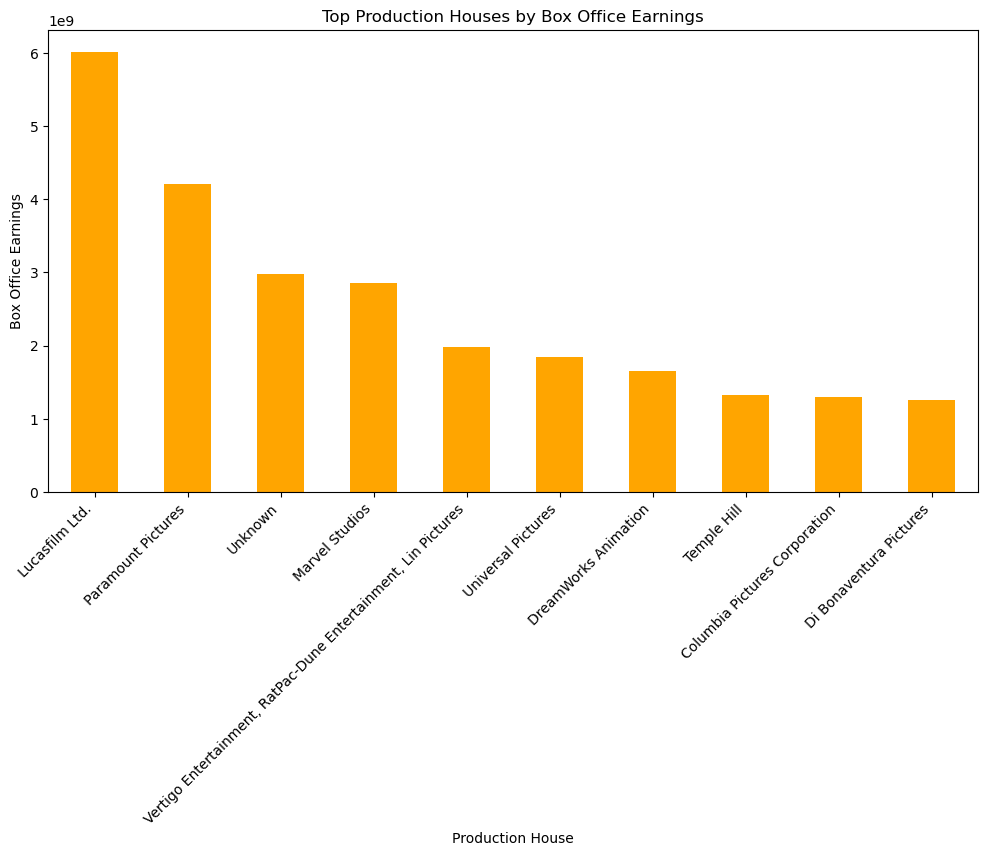 Top Production Houses by Box Office Earnings
1e9
6
5
4
3
2
1
0
Box Office Earnings
Lucasfilm Ltd.
Paramount Pictures
Unknown
Marvel Studios
Vertigo Entertainment, RatPac-Dune Entertainment, Lin Pictures
Universal Pictures
DreamWorks Animation
Temple Hill
Columbia Pictures Corporation
Di Bonaventura Pictures
Production House